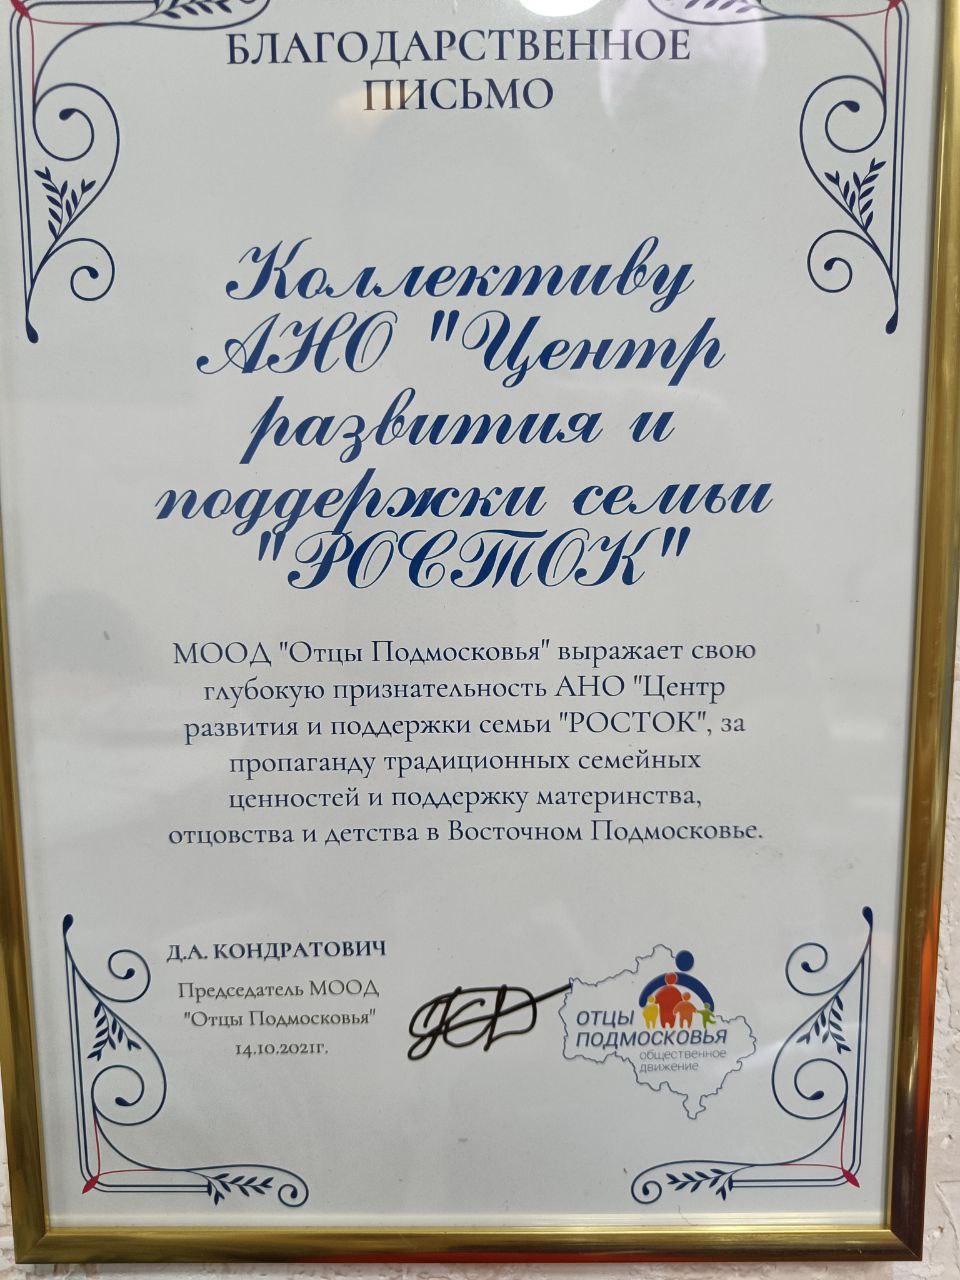 БЛАГОДАРСТВЕННОЕ
ПИСЬМО
Коллективу
АНО "Центр
развития и
поддержки семьи
"РОСТОК"
МООД "Отцы Подмосковья" выражает свою
глубокую признательность АНО "Центр
развития и поддержки семьи "РОСТОК", за
пропаганду традиционных семейных
ценностей и поддержку материнства,
отцовства и детства в Восточном Подмосковье.
Д.А. КОНДРАТОВИЧ
Председатель МООД
"Отцы Подмосковья"
14.10.2021г.
ОТЦЫ
ПОДМОСКОВЬЯ
общественное
движение